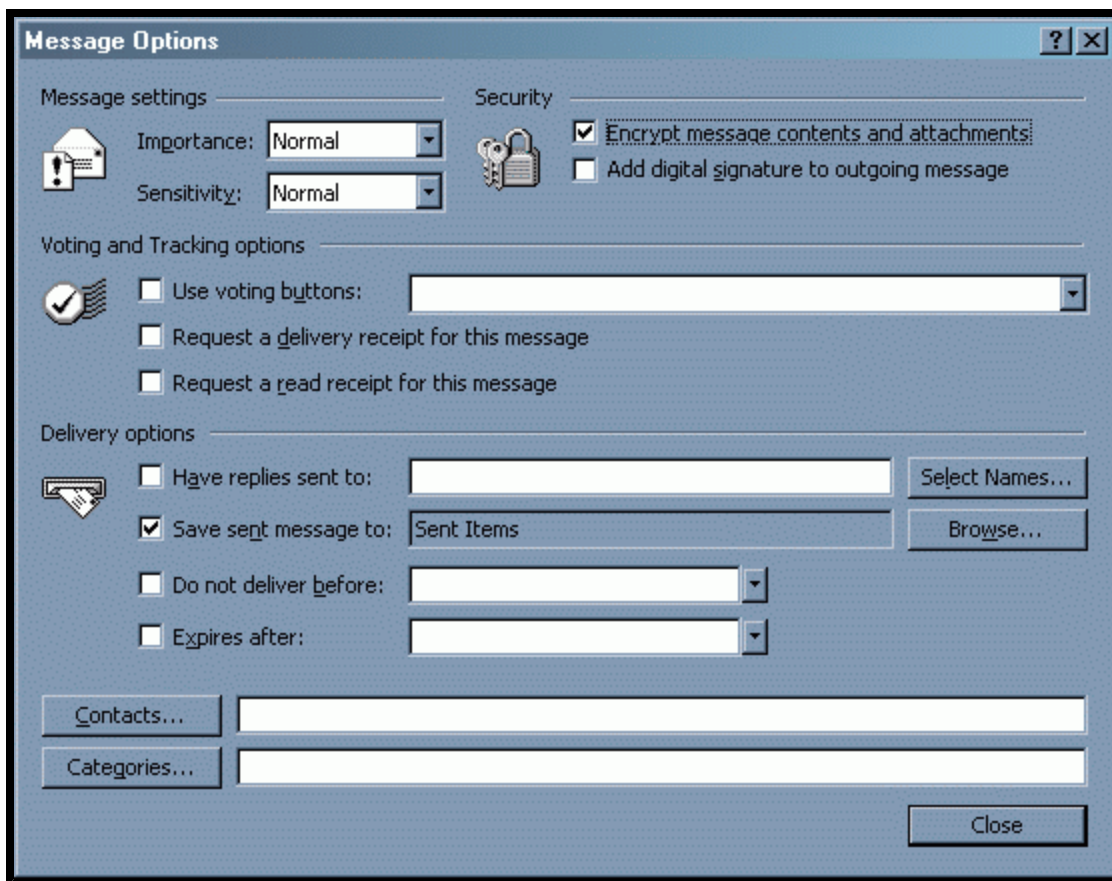 Message Options
Message settings
Importance: Normal
Sensitivity: Normal
Security
Encrypt message contents and attachments
Add digital signature to outgoing message
Voting and Tracking options
Use voting buttons:
Request a delivery receipt for this message
Request a read receipt for this message
Delivery options
Have replies sent to: Select Names...
Save sent message to: Sent Items Browse...
Do not deliver before:
Expires after:
Contacts...
Categories...
Close